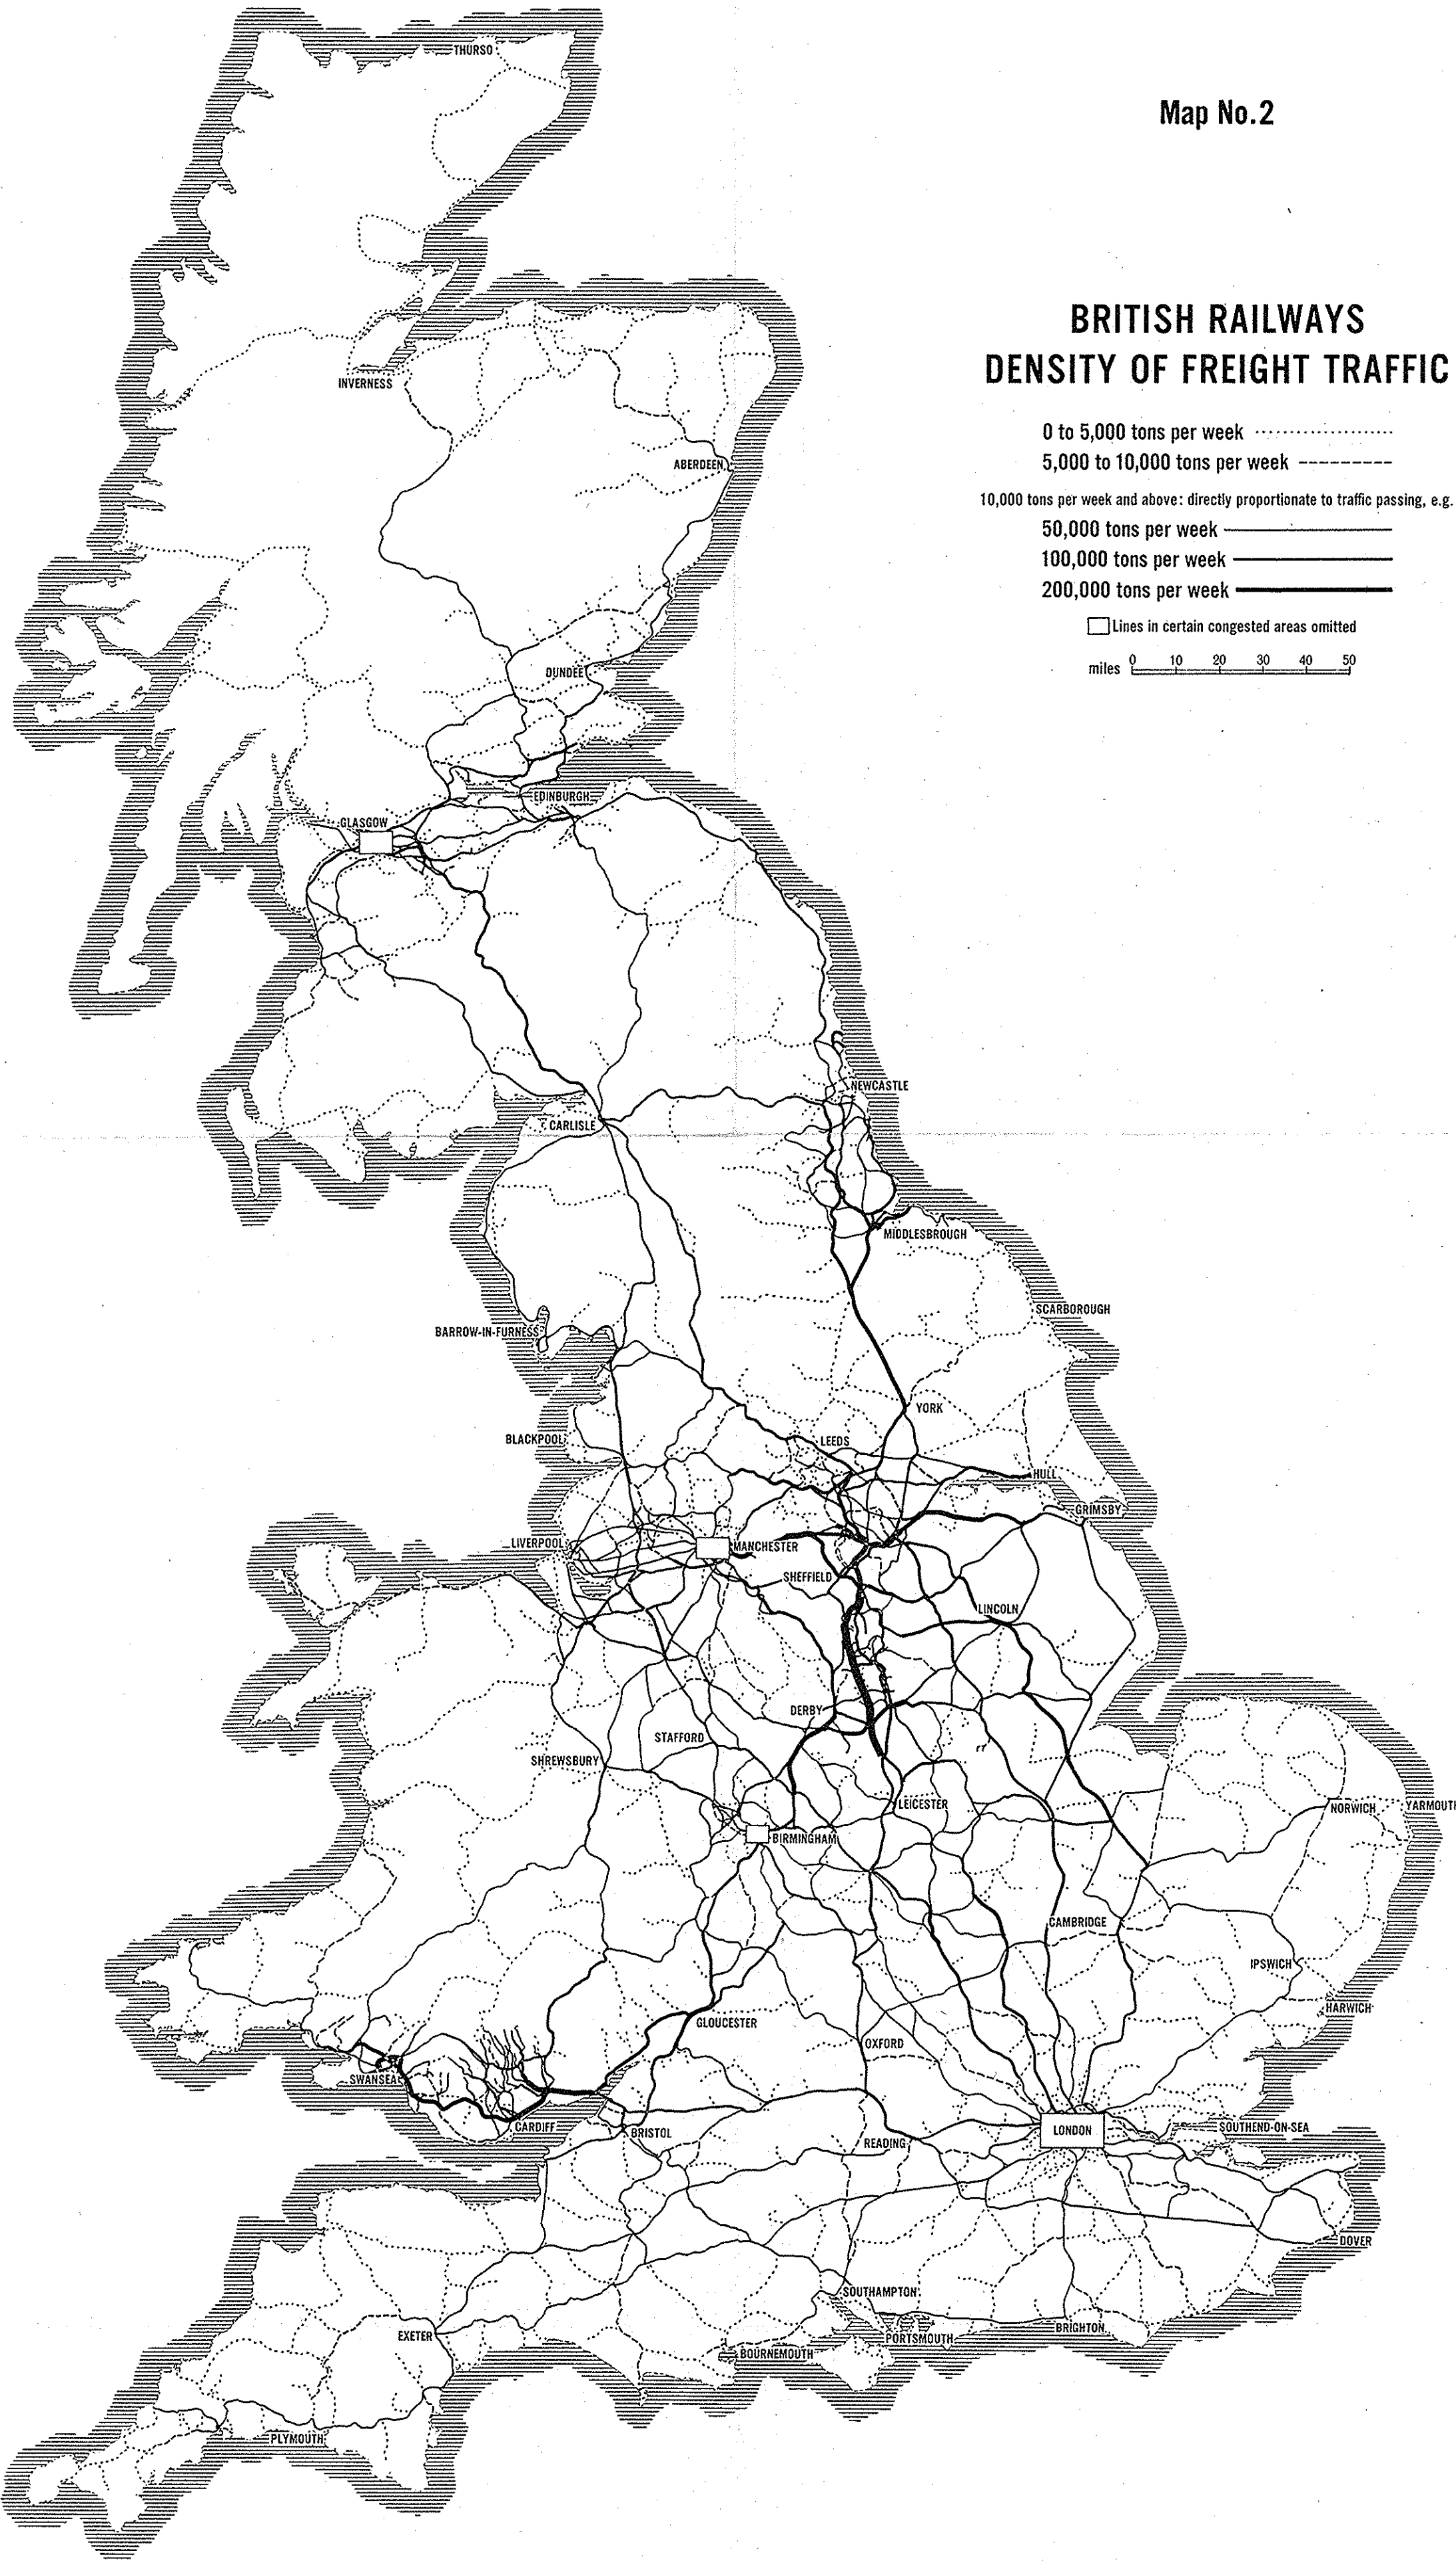 THURSO
Map No.2
BRITISH RAILWAYS
DENSITY OF FREIGHT TRAFFIC
INVERNESS
0 to 5,000 tons per week
5,000 to 10,000 tons per week
ABERDEEN
10,000 tons per week and above: directly proportionate to traffic passing, e.g.
50,000 tons per week
100,000 tons per week
200,000 tons per week
Lines in certain congested areas omitted
miles 0 10 20 30 40 50
DUNDEE
EDINBURGH
GLASGOW
NEWCASTLE
CARLISLE
MIDDLESBROUGH
SCARBOROUGH
BARROW-IN-FURNESS
YORK
BLACKPOOL
LEEDS
HULL
GRIMSBY
LIVERPOOL
MANCHESTER
SHEFFIELD
LINCOLN
DERBY
STAFFORD
SHREWSBURY
LEICESTER
NORWICH
YARMOUT
BIRMINGHAM
CAMBRIDGE
IPSWICH
HARWICH
GLOUCESTER
OXFORD
SWANSEA
CARDIFF
BRISTOL
LONDON
SOUTHEND-ON-SEA
READING
DOVER
SOUTHAMPTON
EXETER
PORTSMOUTH
BRIGHTON
BOURNEMOUTH
PLYMOUTH